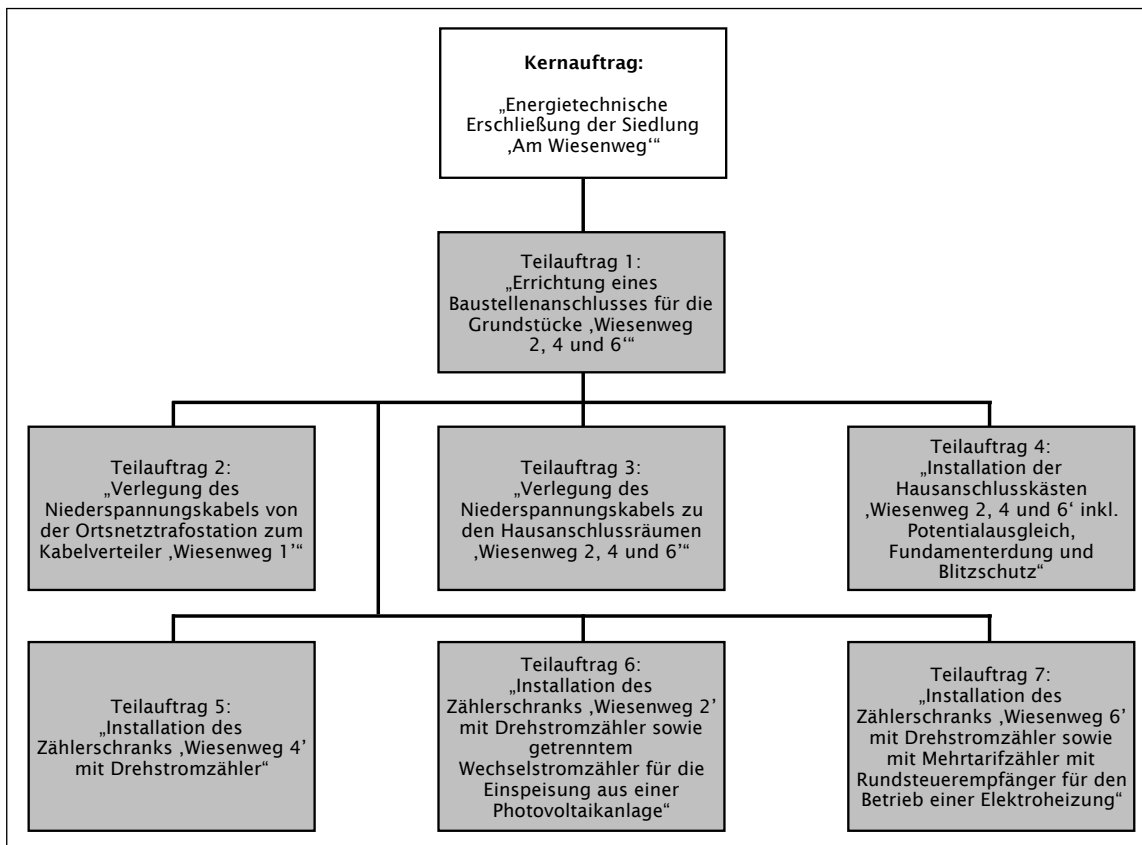 Kernauftrag:
„Energietechnische
Erschließung der Siedlung
‚Am Wiesenweg‘“
Teilauftrag 1:
„Errichtung eines
Baustellenanschlusses für die
Grundstücke ‚Wiesenweg
2, 4 und 6‘“
Teilauftrag 2:
„Verlegung des
Niederspannungskabels von
der Ortsnetztrafostation zum
Kabelverteiler ‚Wiesenweg 1’“
Teilauftrag 3:
„Verlegung des
Niederspannungskabels zu
den Hausanschlussräumen
‚Wiesenweg 2, 4 und 6’“
Teilauftrag 4:
„Installation der
Hausanschlusskästen
‚Wiesenweg 2, 4 und 6‘ inkl.
Potentialausgleich,
Fundamenterdung und
Blitzschutz“
Teilauftrag 5:
„Installation des
Zählerschranks ‚Wiesenweg 4’
mit Drehstromzähler“
Teilauftrag 6:
„Installation des
Zählerschranks ‚Wiesenweg 2’
mit Drehstromzähler sowie
getrenntem
Wechselstromzähler für die
Einspeisung aus einer
Photovoltaikanlage“
Teilauftrag 7:
„Installation des
Zählerschranks ‚Wiesenweg 6’
mit Drehstromzähler sowie
mit Mehrtarifzähler mit
Rundsteuerempfänger für den
Betrieb einer Elektroheizung“